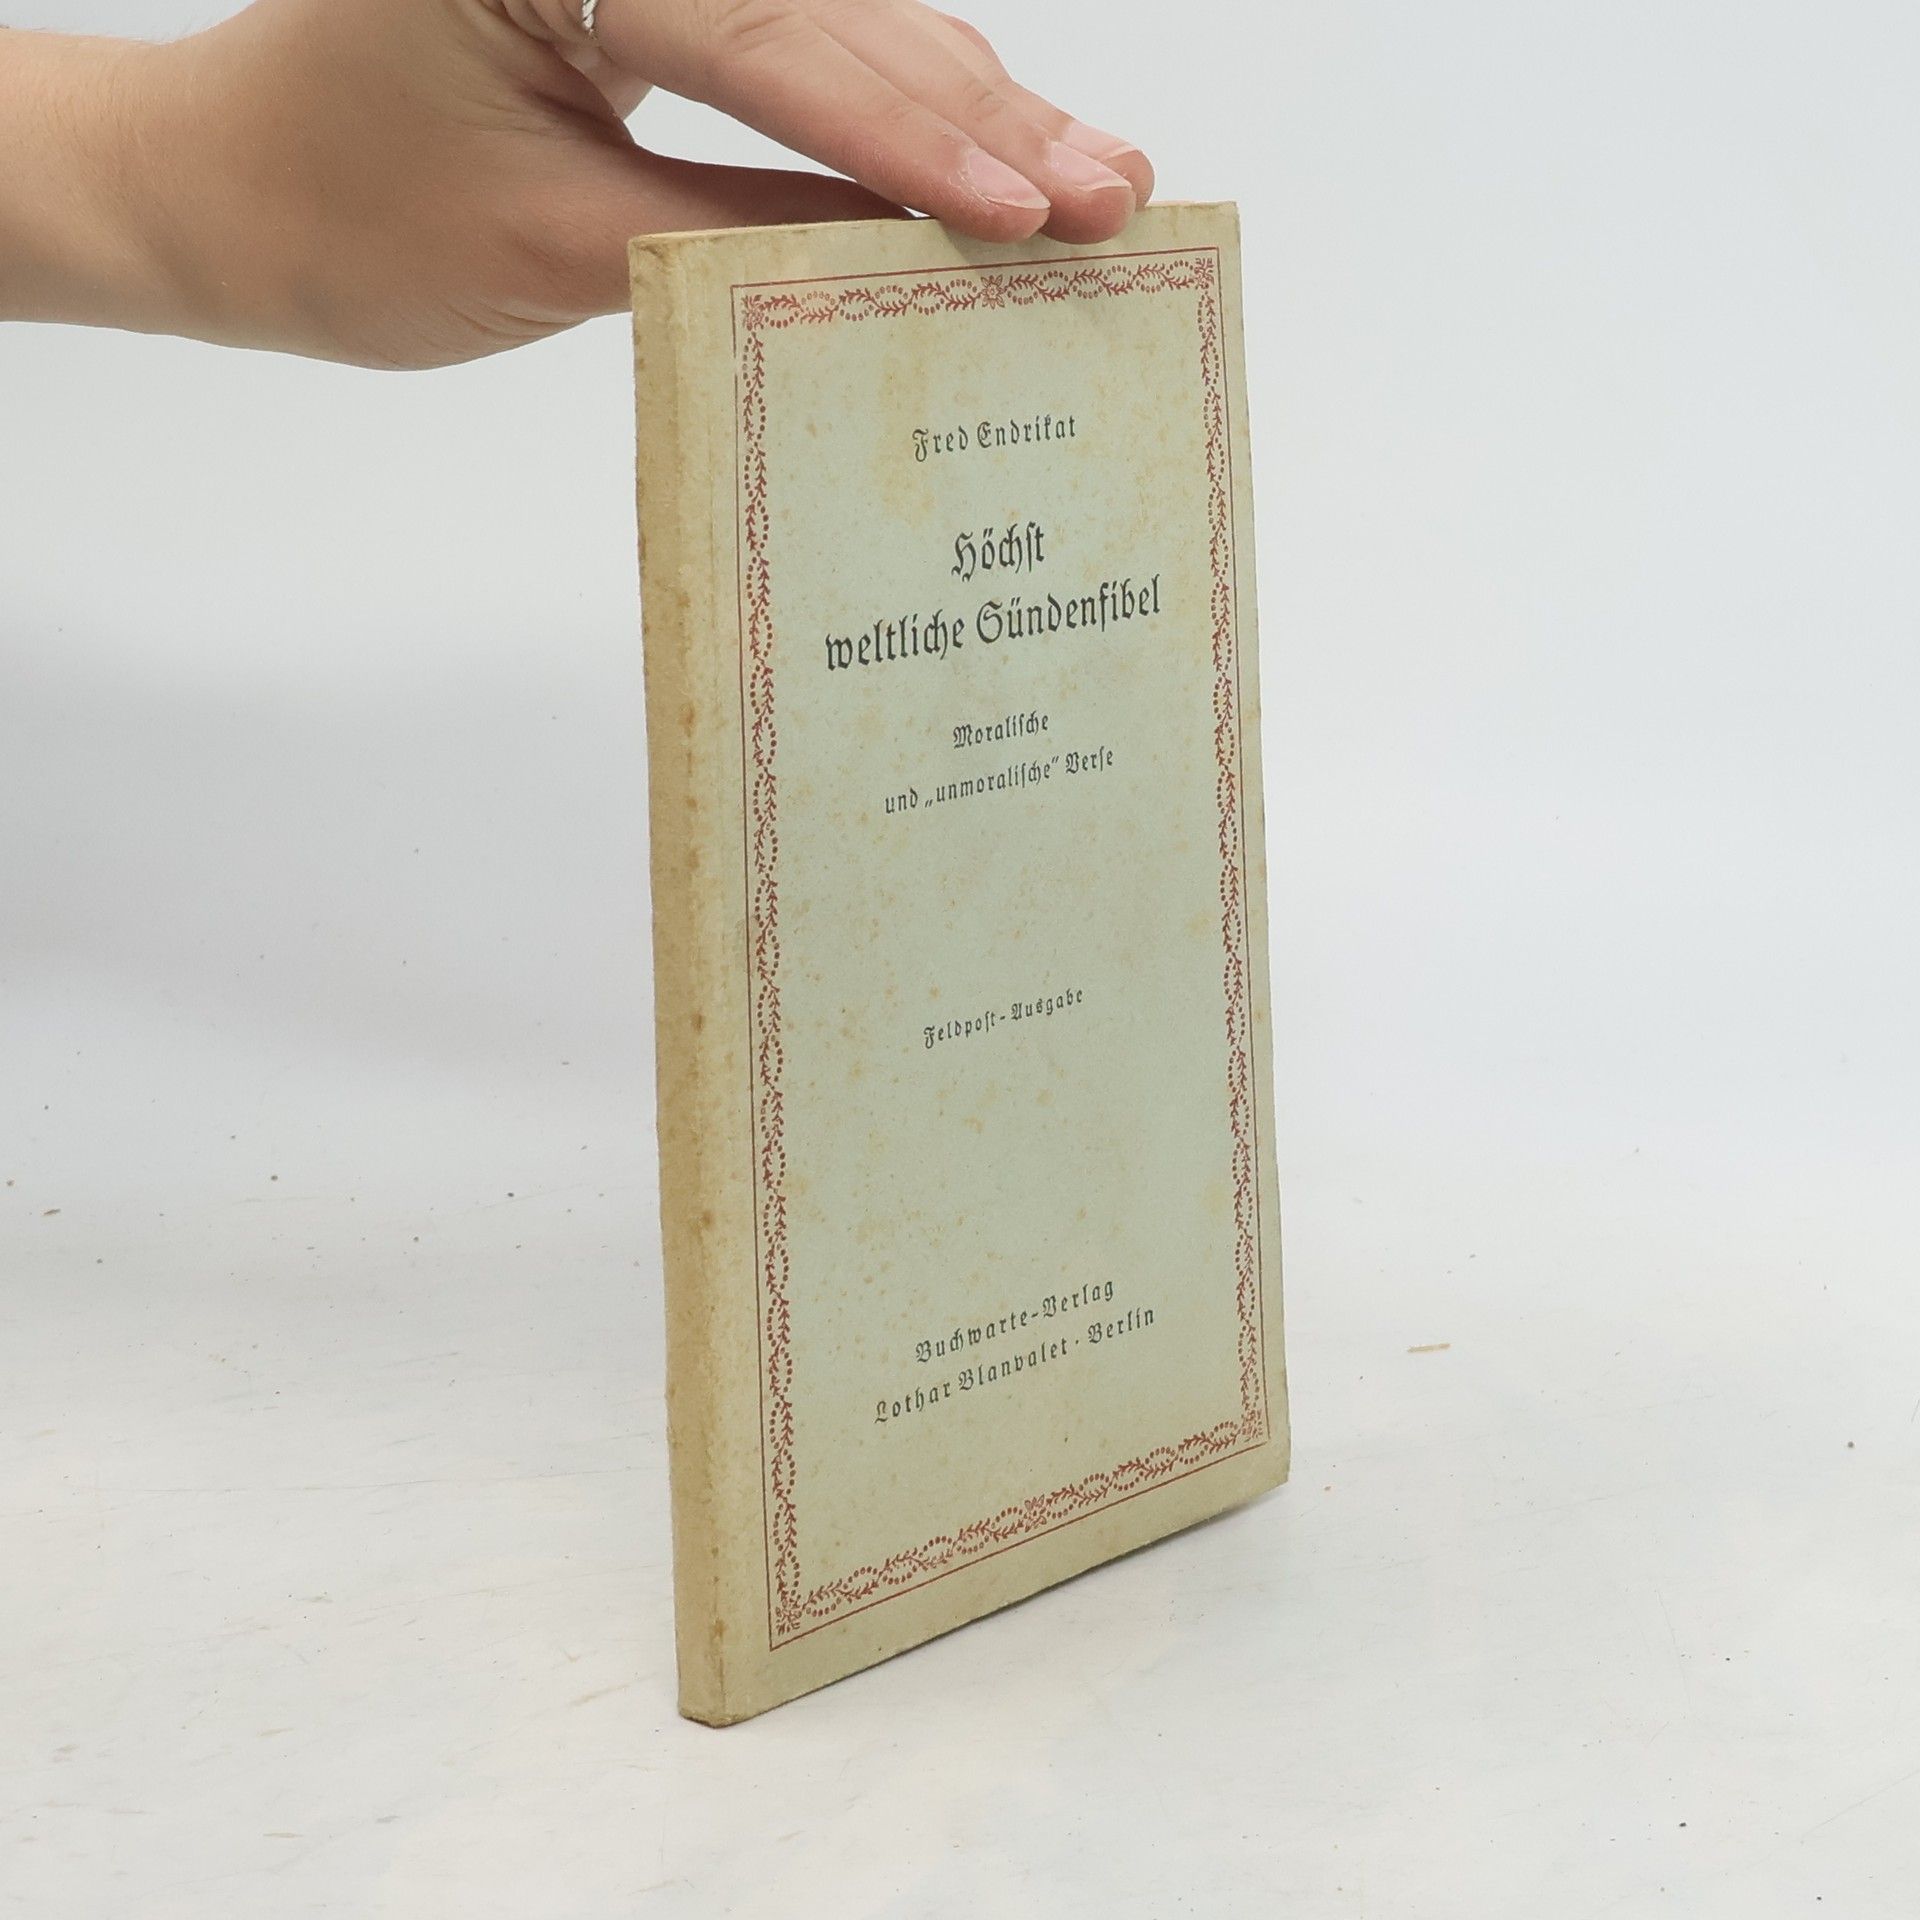 Fred Endrikat
Höchſt
weltliche Sündenfibel
Moraliſche
und „unmoraliſche“ Verſe
Feldpoſt-Ausgabe
Buchwarte-Verlag
Lothar Blanvalet · Berlin